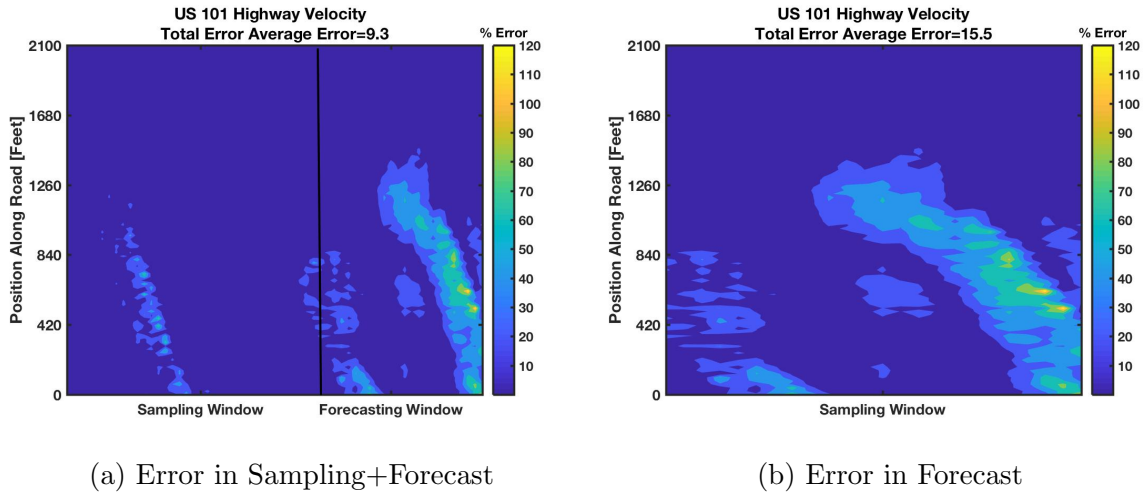 US 101 Highway Velocity
Total Error Average Error=9.3
% Error
2100
1680
1260
840
420
0
Position Along Road [Feet]
120
110
100
90
80
70
60
50
40
30
20
10
Sampling Window
Forecasting Window
(a) Error in Sampling+Forecast
US 101 Highway Velocity
Total Error Average Error=15.5
% Error
2100
1680
1260
840
420
0
Position Along Road [Feet]
120
110
100
90
80
70
60
50
40
30
20
10
Sampling Window
(b) Error in Forecast